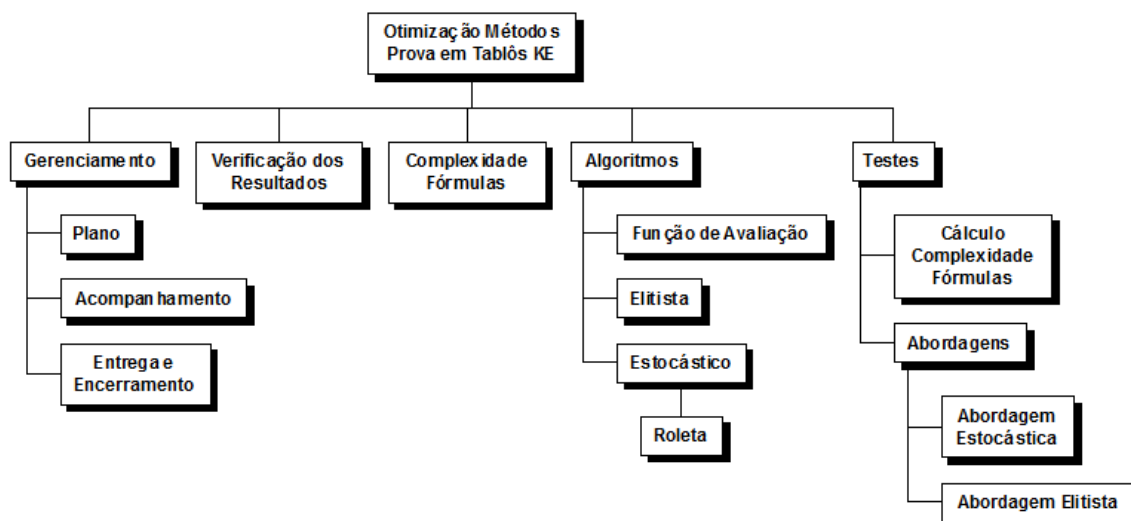 Otimização Métodos
Prova em Tablôs KE
Gerenciamento
Verificação dos
Resultados
Complexidade
Fórmulas
Algoritmos
Testes
Plano
Acompanhamento
Entrega e
Encerramento
Função de Avaliação
Elitista
Estocástico
Roleta
Cálculo
Complexidade
Fórmulas
Abordagens
Abordagem
Estocástica
Abordagem Elitista